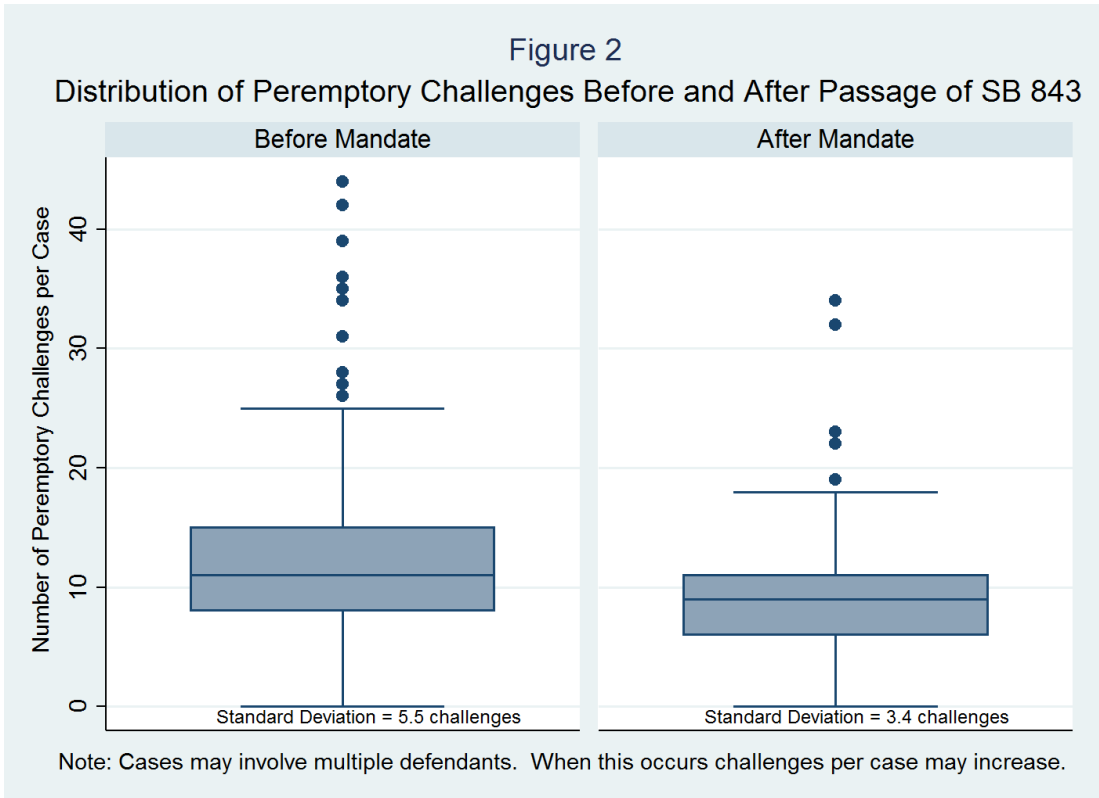 Figure 2
Distribution of Peremptory Challenges Before and After Passage of SB 843
Before Mandate
After Mandate
Number of Peremptory Challenges per Case
40
30
20
10
0
Standard Deviation = 5.5 challenges
Standard Deviation = 3.4 challenges
Note: Cases may involve multiple defendants.  When this occurs challenges per case may increase.